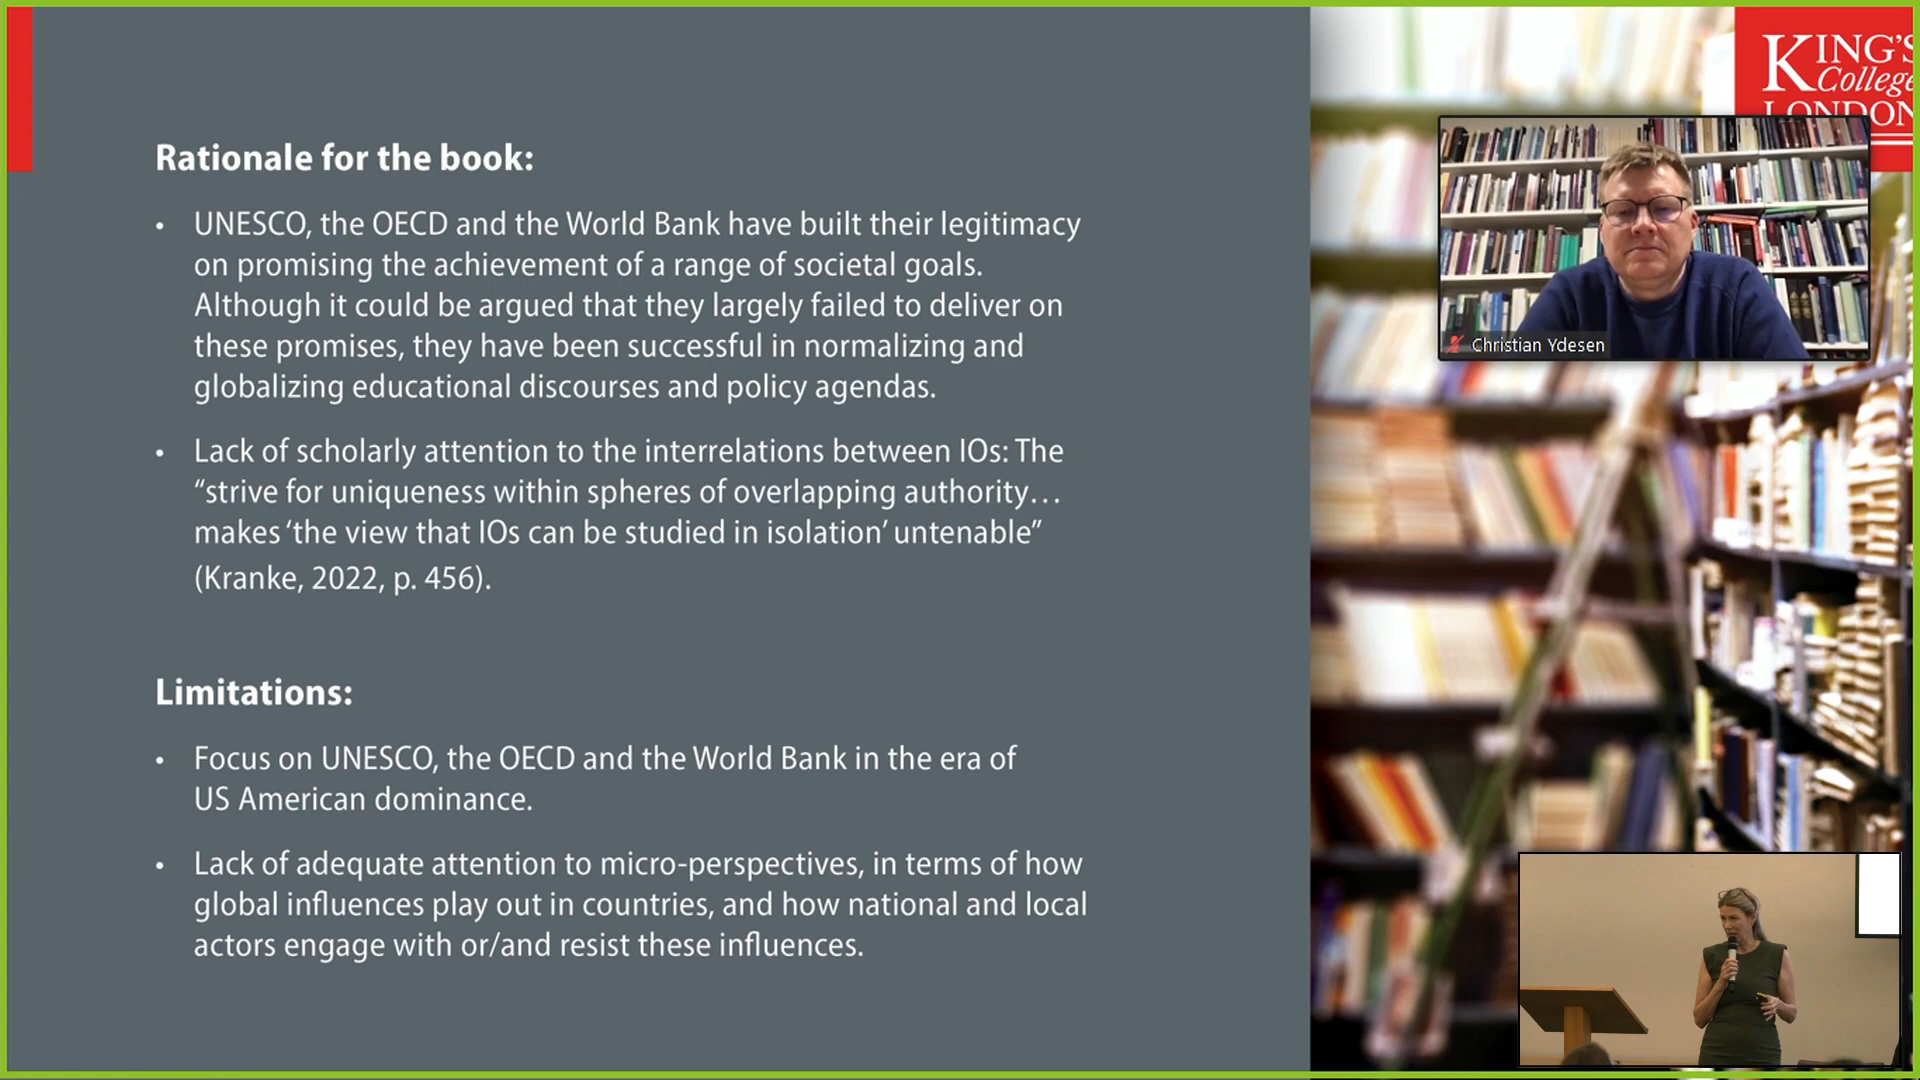 KING'S
College
LONDON
Rationale for the book:
• UNESCO, the OECD and the World Bank have built their legitimacy
on promising the achievement of a range of societal goals.
Although it could be argued that they largely failed to deliver on
these promises, they have been successful in normalizing and
globalizing educational discourses and policy agendas.
• Lack of scholarly attention to the interrelations between IOs: The
“strive for uniqueness within spheres of overlapping authority…
makes ‘the view that IOs can be studied in isolation’ untenable”
(Kranke, 2022, p. 456).
Limitations:
• Focus on UNESCO, the OECD and the World Bank in the era of
US American dominance.
• Lack of adequate attention to micro-perspectives, in terms of how
global influences play out in countries, and how national and local
actors engage with or/and resist these influences.
Christian Ydesen